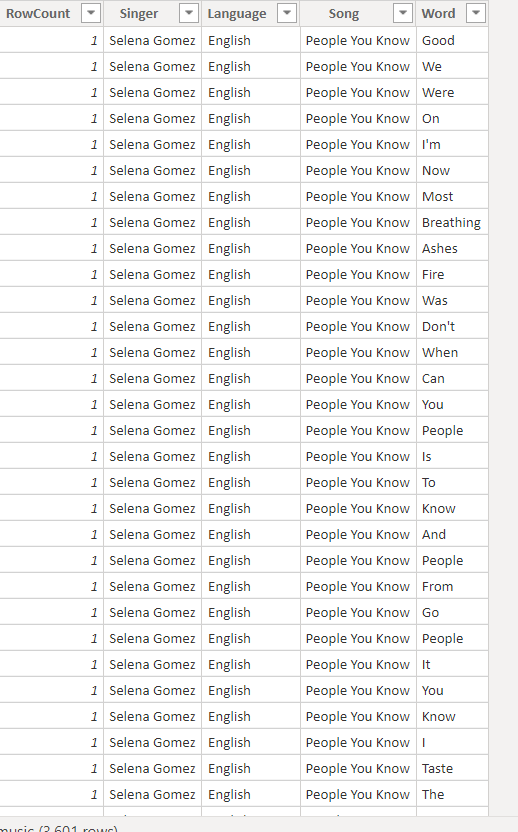 RowCount Singer Language Song Word
1 Selena Gomez English People You Know Good
1 Selena Gomez English People You Know We
1 Selena Gomez English People You Know Were
1 Selena Gomez English People You Know On
1 Selena Gomez English People You Know I'm
1 Selena Gomez English People You Know Now
1 Selena Gomez English People You Know Most
1 Selena Gomez English People You Know Breathing
1 Selena Gomez English People You Know Ashes
1 Selena Gomez English People You Know Fire
1 Selena Gomez English People You Know Was
1 Selena Gomez English People You Know Don't
1 Selena Gomez English People You Know When
1 Selena Gomez English People You Know Can
1 Selena Gomez English People You Know You
1 Selena Gomez English People You Know People
1 Selena Gomez English People You Know Is
1 Selena Gomez English People You Know To
1 Selena Gomez English People You Know Know
1 Selena Gomez English People You Know And
1 Selena Gomez English People You Know People
1 Selena Gomez English People You Know From
1 Selena Gomez English People You Know Go
1 Selena Gomez English People You Know People
1 Selena Gomez English People You Know It
1 Selena Gomez English People You Know You
1 Selena Gomez English People You Know Know
1 Selena Gomez English People You Know I
1 Selena Gomez English People You Know Taste
1 Selena Gomez English People You Know The
music (3,601 rows)